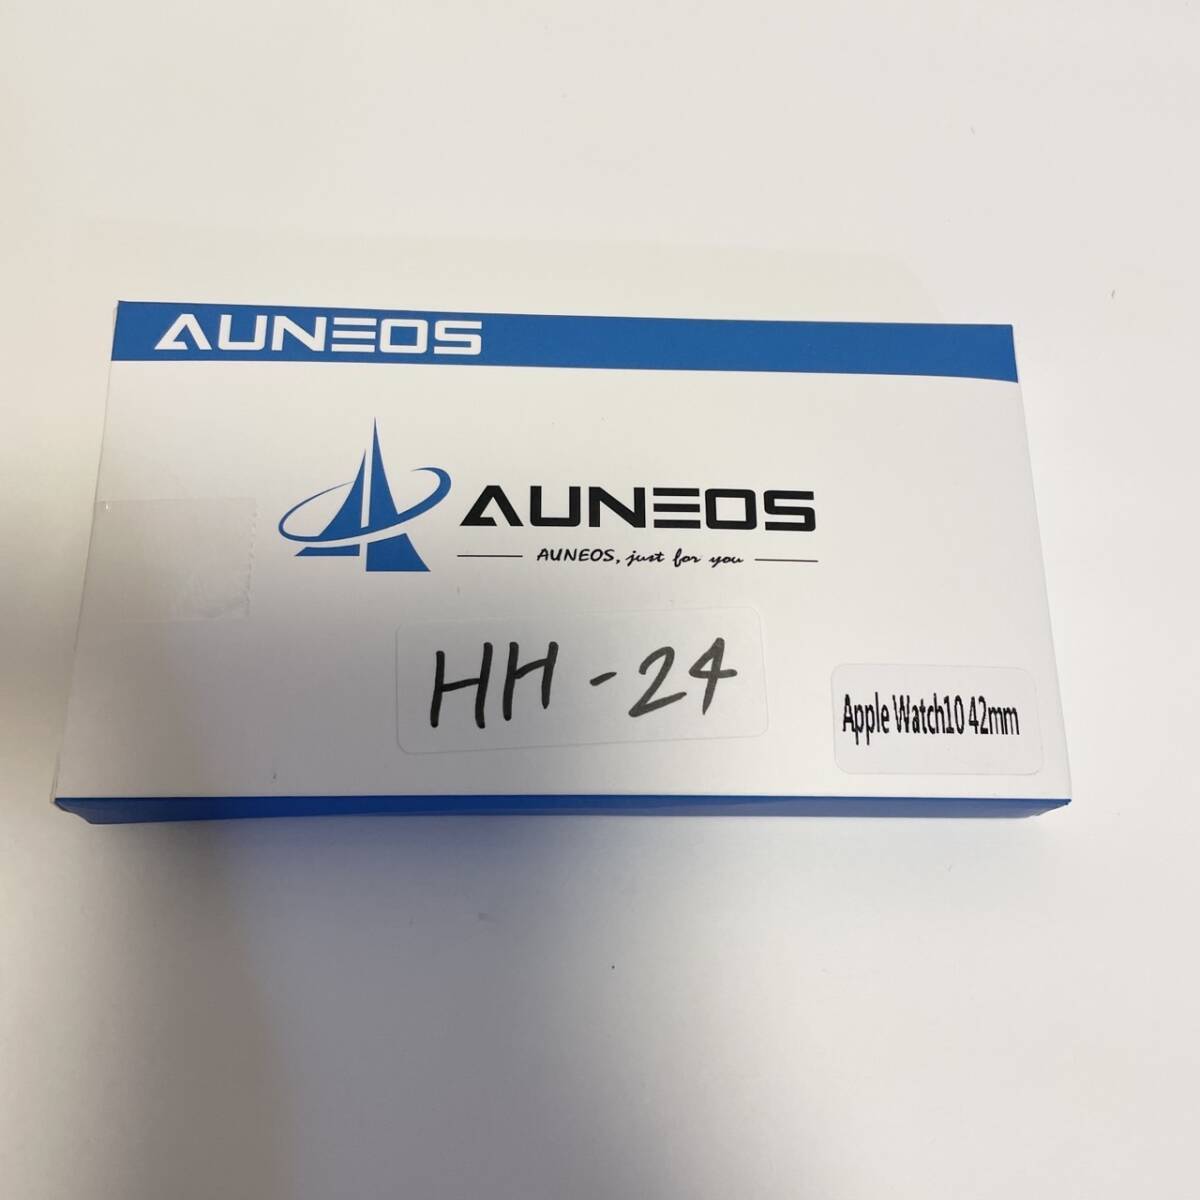 AUNEOS
AUNEOS
AUNEOS, just for you
HH-24
Apple Watch10 42mm